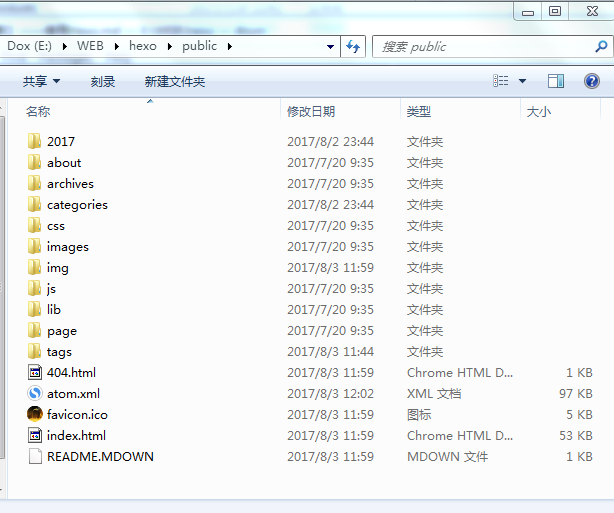 Dox (E:) WEB hexo public 搜索 public
共享 刻录 新建文件夹
名称 修改日期 类型 大小
2017 2017/8/2 23:44 文件夹
about 2017/7/20 9:35 文件夹
archives 2017/7/20 9:35 文件夹
categories 2017/8/2 23:44 文件夹
css 2017/7/20 9:35 文件夹
images 2017/7/20 9:35 文件夹
img 2017/8/3 11:59 文件夹
js 2017/7/20 9:35 文件夹
lib 2017/7/20 9:35 文件夹
page 2017/7/20 9:35 文件夹
tags 2017/8/3 11:44 文件夹
404.html 2017/8/3 11:59 Chrome HTML D... 1 KB
atom.xml 2017/8/3 12:02 XML 文档 97 KB
favicon.ico 2017/8/3 11:59 图标 5 KB
index.html 2017/8/3 11:59 Chrome HTML D... 53 KB
README.MDOWN 2017/8/3 11:59 MDOWN 文件 1 KB